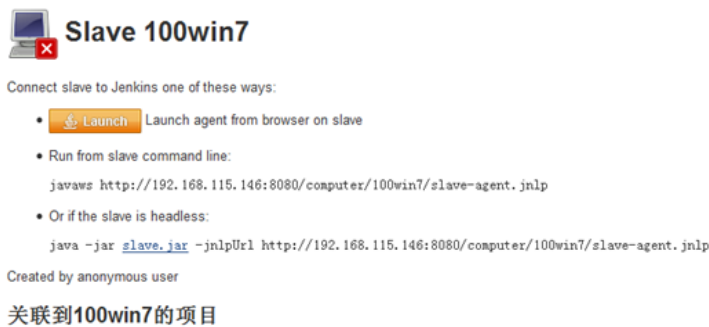 Slave 100win7
Connect slave to Jenkins one of these ways:
Launch Launch agent from browser on slave
Run from slave command line:
javaws http://192.168.115.146:8080/computer/100win7/slave-agent.jnlp
Or if the slave is headless:
java -jar slave.jar -jnlpUrl http://192.168.115.146:8080/computer/100win7/slave-agent.jnlp
Created by anonymous user
关联到100win7的项目